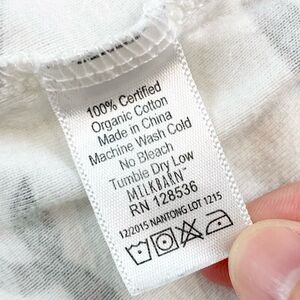 100% Certified
Organic Cotton
Made in China
Machine Wash Cold
No Bleach
Tumble Dry Low
MILKBARN™
RN 128536
12/2015 NANTONG LOT 1215